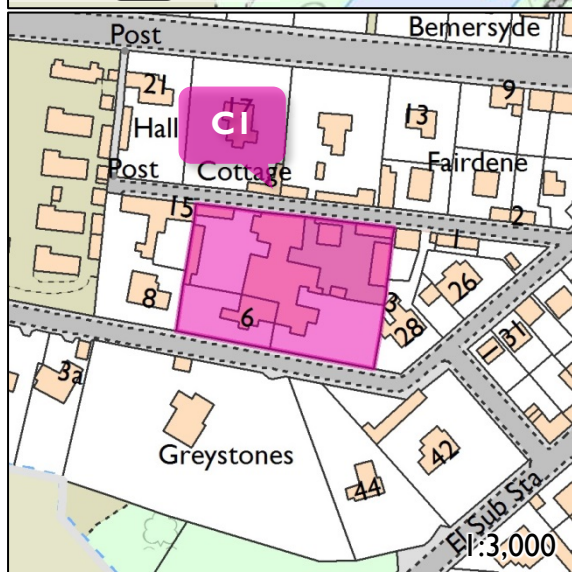 Post
Bemersyde
21
17
C1
9
13
Hall
Post
Cottage
Fairdene
15
2
1
26
8
6
3
28
31
1
3a
Greystones
42
44
El Sub Sta
1:3,000